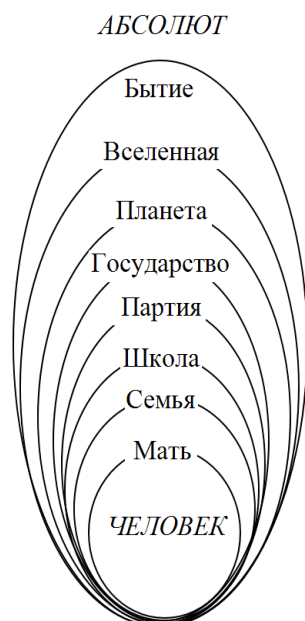 АБСОЛЮТ
Бытие
Вселенная
Планета
Государство
Партия
Школа
Семья
Мать
ЧЕЛОВЕК